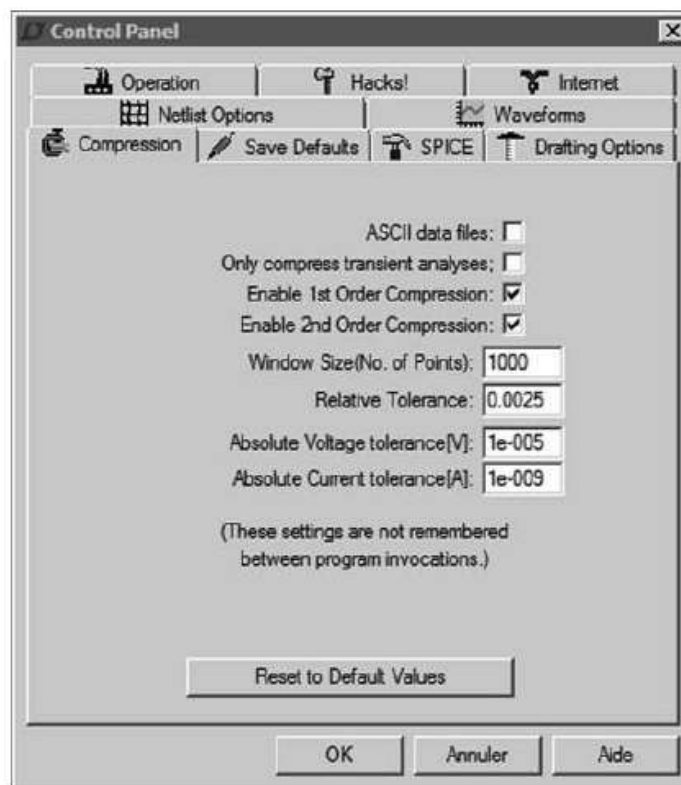 Control Panel
Operation Hacks! Internet
Netlist Options Waveforms
Compression Save Defaults SPICE Drafting Options
ASCII data files:
Only compress transient analyses:
Enable 1st Order Compression:
Enable 2nd Order Compression:
Window Size(No. of Points): 1000
Relative Tolerance: 0.0025
Absolute Voltage tolerance[V]: 1e-005
Absolute Current tolerance[A]: 1e-009
(These settings are not remembered
between program invocations.)
Reset to Default Values
OK Annuler Aide